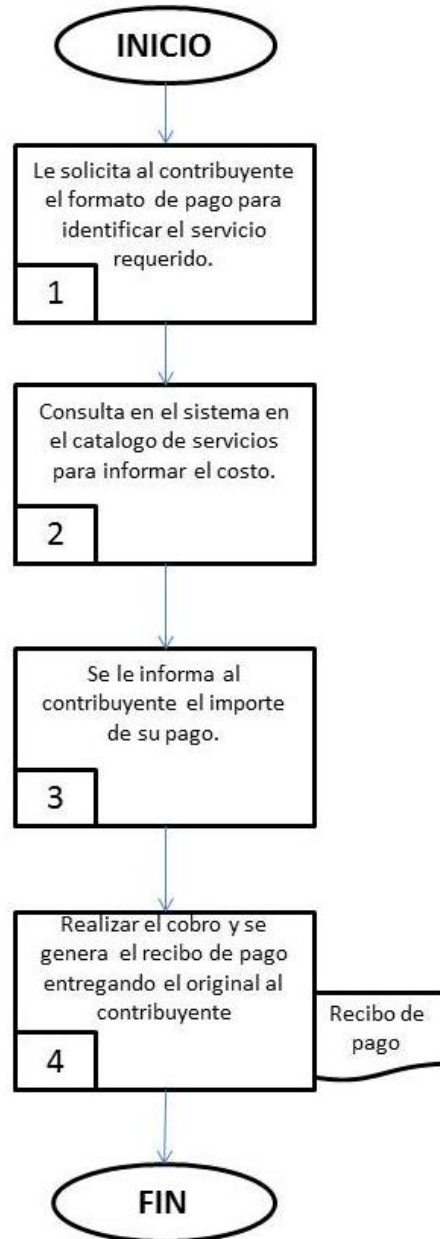 INICIO
Le solicita al contribuyente
el formato de pago para
identificar el servicio
requerido.
1
Consulta en el sistema en
el catalogo de servicios
para informar el costo.
2
Se le informa al
contribuyente el importe
de su pago.
3
Realizar el cobro y se
genera el recibo de pago
entregando el original al
contribuyente
4
Recibo de
pago
FIN